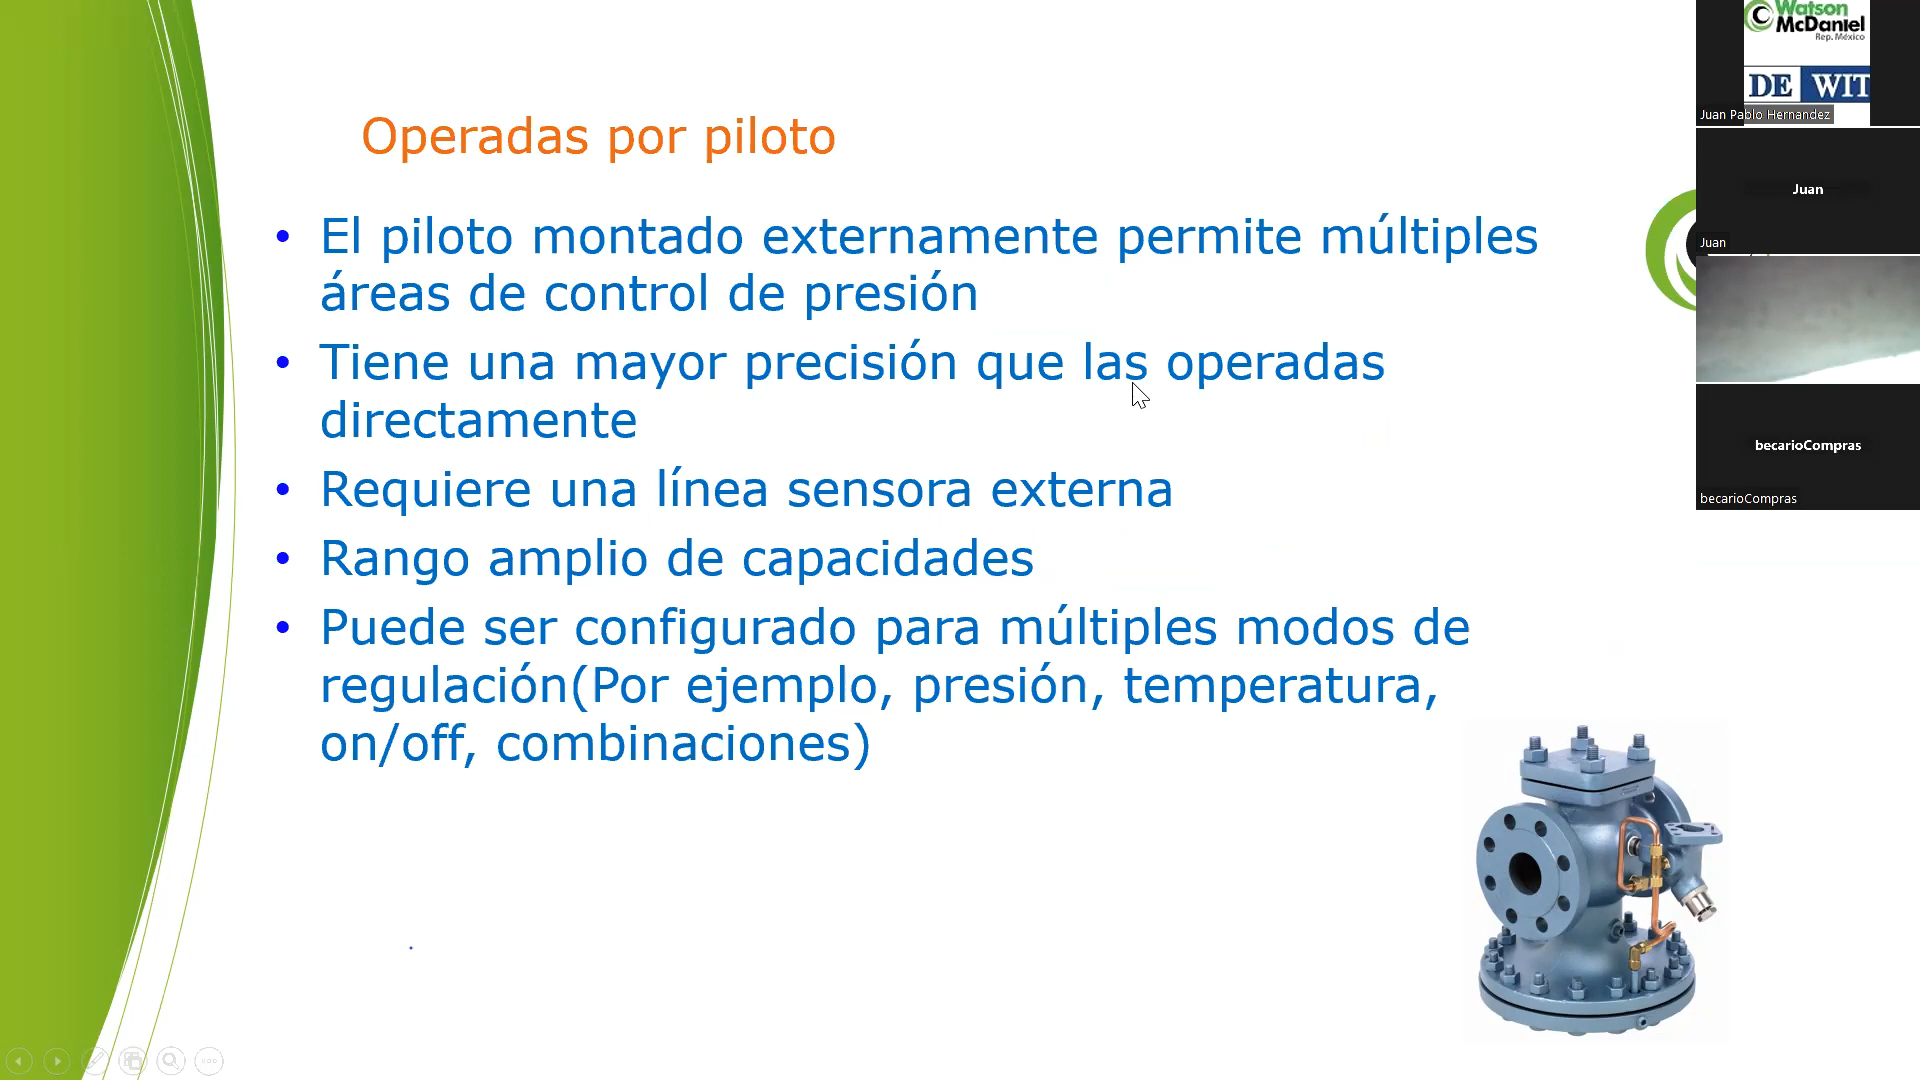 Operadas por piloto
• El piloto montado externamente permite múltiples
áreas de control de presión
• Tiene una mayor precisión que las operadas
directamente
• Requiere una línea sensora externa
• Rango amplio de capacidades
• Puede ser configurado para múltiples modos de
regulación(Por ejemplo, presión, temperatura,
on/off, combinaciones)
Watson
McDaniel
Rep. México
DE WIT
Juan Pablo Hernandez
Juan
Juan
becarioCompras
becarioCompras